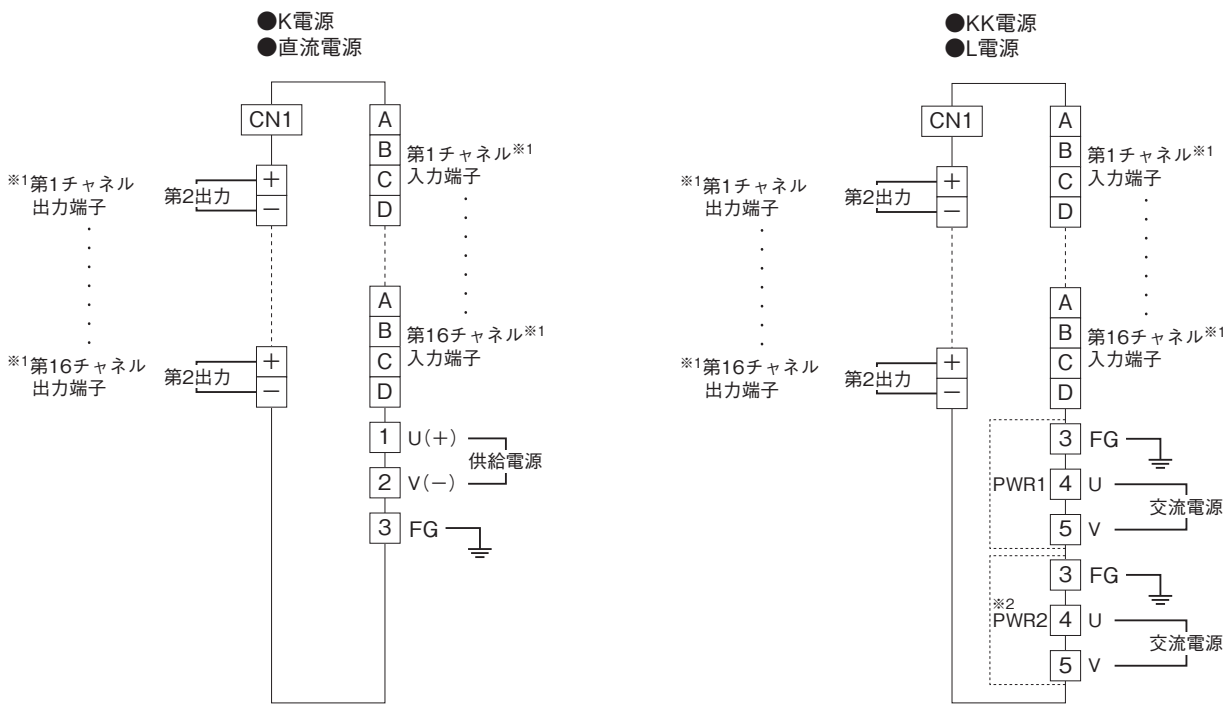 ●K電源
●直流電源
CN1
A
B
C
D
第1チャネル※1
入力端子
※1第1チャネル
出力端子
第2出力
+
−
A
B
C
D
第16チャネル※1
入力端子
※1第16チャネル
出力端子
第2出力
+
−
1 U(+)
供給電源
2 V(−)
3 FG
●KK電源
●L電源
CN1
A
B
C
D
第1チャネル※1
入力端子
※1第1チャネル
出力端子
第2出力
+
−
A
B
C
D
第16チャネル※1
入力端子
※1第16チャネル
出力端子
第2出力
+
−
3 FG
PWR1 4 U
交流電源
5 V
3 FG
※2
PWR2 4 U
交流電源
5 V